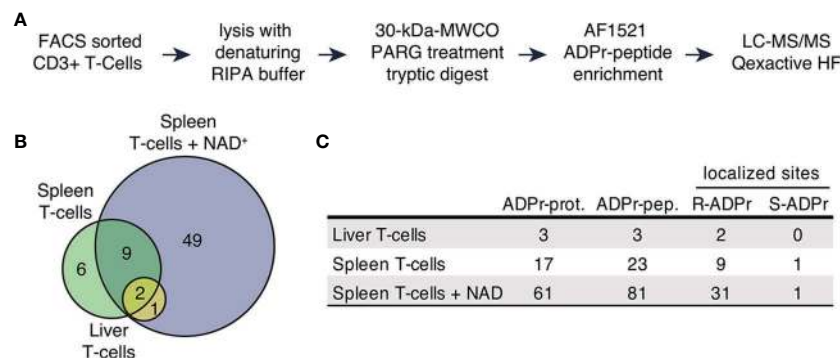 A
FACS sorted
CD3+ T-Cells
lysis with
denaturing
RIPA buffer
30-kDa-MWCO
PARG treatment
tryptic digest
AF1521
ADPr-peptide
enrichment
LC-MS/MS
Qexactive HF
B
Spleen
T-cells + NAD⁺
Spleen
T-cells
6
9
49
2
1
Liver
T-cells
C
localized sites
ADPr-prot. ADPr-pep. R-ADPr S-ADPr
Liver T-cells 3 3 2 0
Spleen T-cells 17 23 9 1
Spleen T-cells + NAD 61 81 31 1